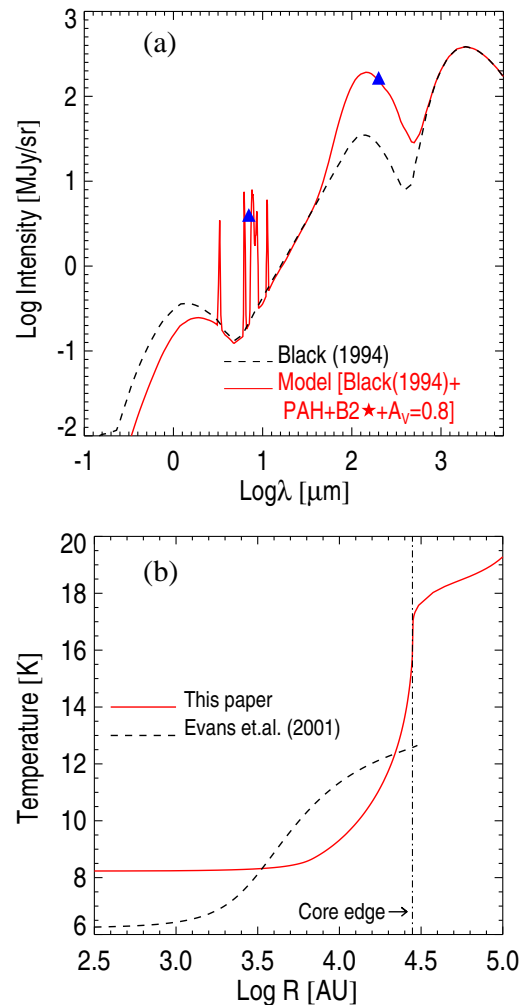 (a)
3
2
1
0
-1
-2
Log Intensity [MJy/sr]
Black (1994)
Model [Black(1994)+
PAH+B2★+A_V=0.8]
-1 0 1 2 3
Logλ [μm]
(b)
20
18
16
14
12
10
8
6
Temperature [K]
This paper
Evans et.al. (2001)
Core edge→
2.5 3.0 3.5 4.0 4.5 5.0
Log R [AU]